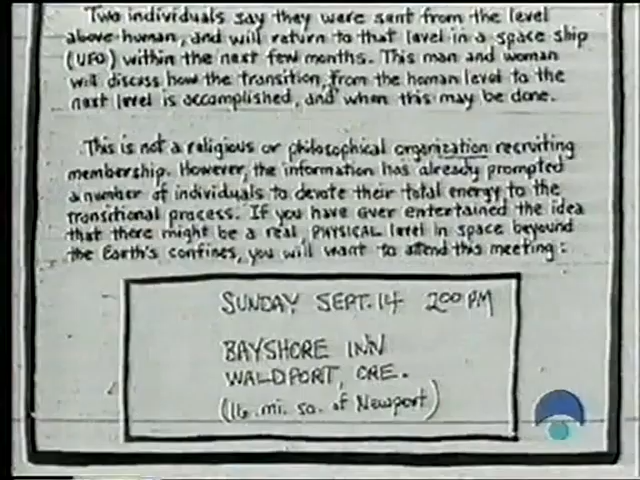 Two individuals say they were sent from the level
above human, and will return to that level in a space ship
(UFO) within the next few months. This man and woman
will discuss how the transition from the human level to the
next level is accomplished, and when this may be done.
This is not a religious or philosophical organization recruiting
membership. However, the information has already prompted
a number of individuals to devote their total energy to the
transitional process. If you have ever entertained the idea
that there might be a real, PHYSICAL level in space beyond
the Earth's confines, you will want to attend this meeting:
SUNDAY SEPT. 14 2:00 PM
BAYSHORE INN
WALDPORT, ORE.
(16 mi. so. of Newport)